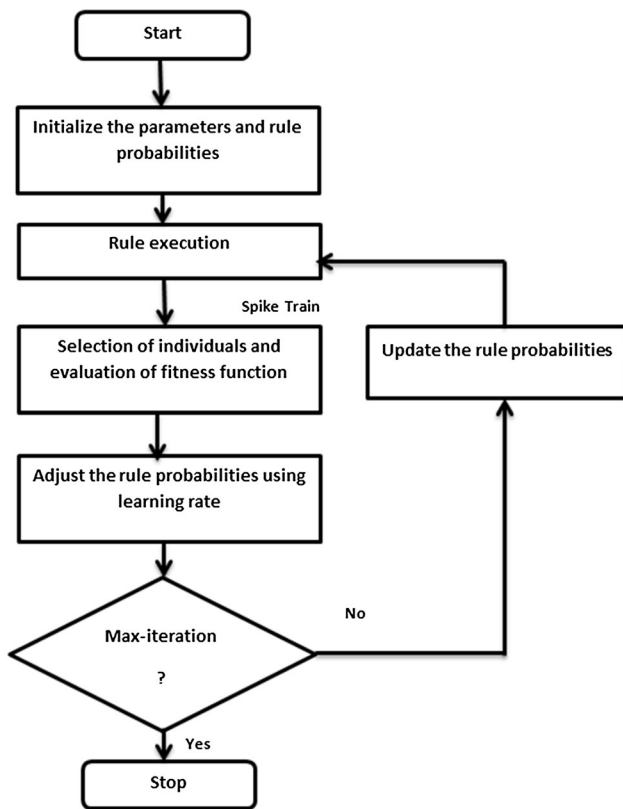 Start
Initialize the parameters and rule
probabilities
Rule execution
Spike Train
Selection of individuals and
evaluation of fitness function
Update the rule probabilities
Adjust the rule probabilities using
learning rate
No
Max-iteration
?
Yes
Stop